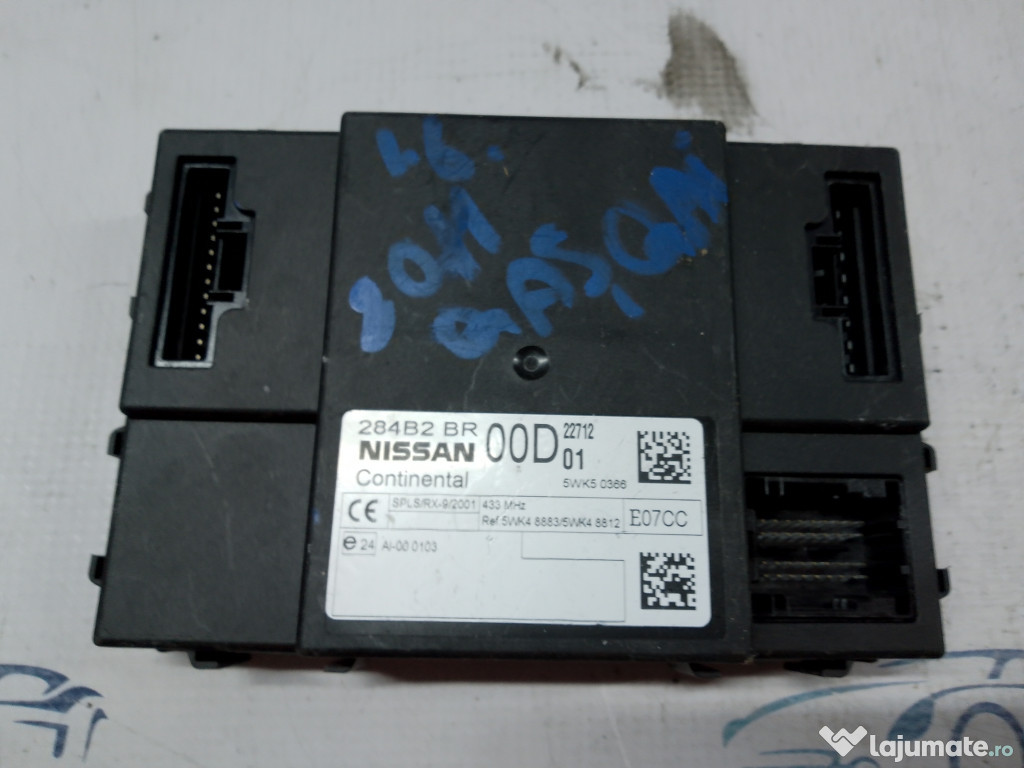 2011
QASQAI
284B2 BR 00D 22712
NISSAN 01
Continental 5WK5 0366
CE SPLS/RX-9/2001 433 MHz
Ref 5WK4 8883/5WK4 8812 E07CC
e 24 AI-00 0103
lajumate.ro